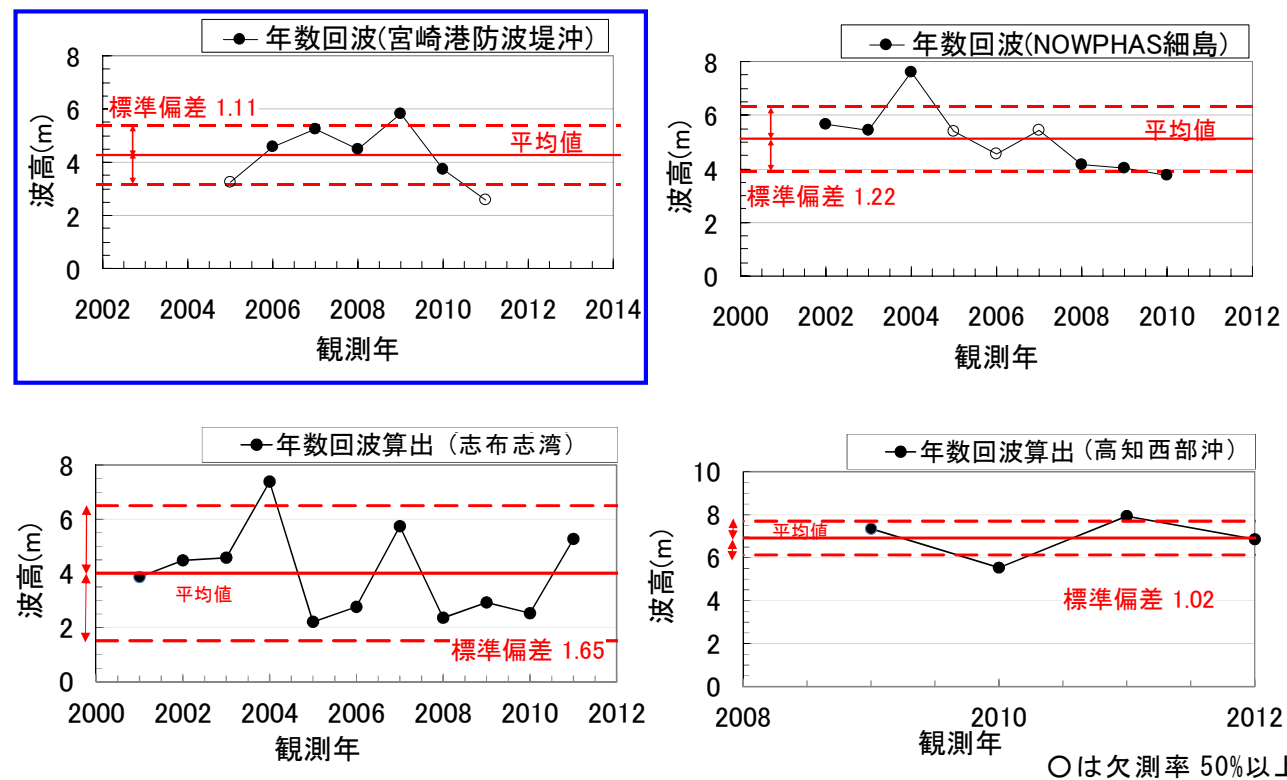 年数回波(宮崎港防波堤沖)
8
6
4
2
0
波高(m)
標準偏差 1.11
平均値
2002 2004 2006 2008 2010 2012 2014
観測年
年数回波(NOWPHAS細島)
8
6
4
2
0
波高(m)
平均値
標準偏差 1.22
2000 2002 2004 2006 2008 2010 2012
観測年
年数回波算出（志布志湾）
8
6
4
2
0
波高(m)
平均値
標準偏差 1.65
2000 2002 2004 2006 2008 2010 2012
観測年
年数回波算出（高知西部沖）
10
8
6
4
2
0
波高(m)
平均値
標準偏差 1.02
2008 2010 2012
観測年
○は欠測率 50%以上